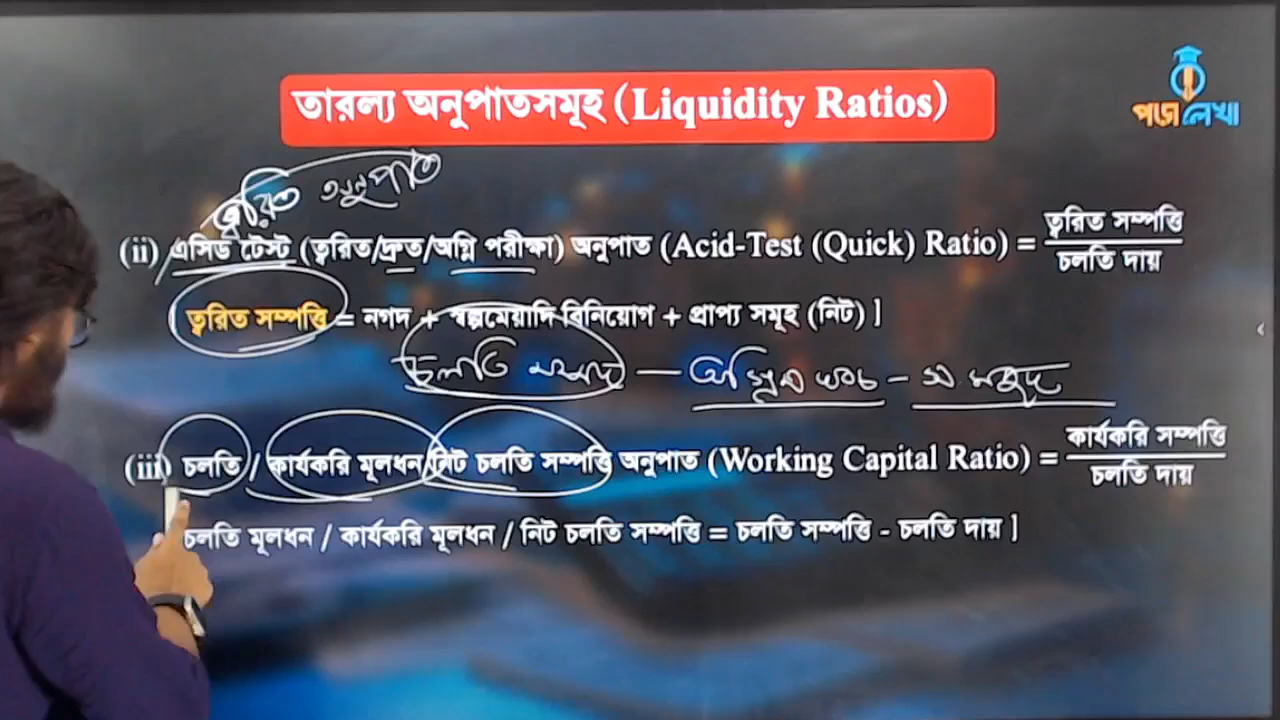 তারল্য অনুপাতসমূহ (Liquidity Ratios)
পড়ালেখা
ত্বরিত অনুপাত
(ii) এসিড টেস্ট (ত্বরিত/দ্রুত/অগ্নি পরীক্ষা) অনুপাত (Acid-Test (Quick) Ratio) = ত্বরিত সম্পত্তি
চলতি দায়
ত্বরিত সম্পত্তি = নগদ + স্বল্পমেয়াদি বিনিয়োগ + প্রাপ্য সমূহ (নিট) ]
চলতি সম্পদ — অগ্রিম খরচ – স মজুদ
(iii) চলতি / কার্যকরি মূলধন/নিট চলতি সম্পত্তি অনুপাত (Working Capital Ratio) = কার্যকরি সম্পত্তি
চলতি দায়
চলতি মূলধন / কার্যকরি মূলধন / নিট চলতি সম্পত্তি = চলতি সম্পত্তি - চলতি দায় ]